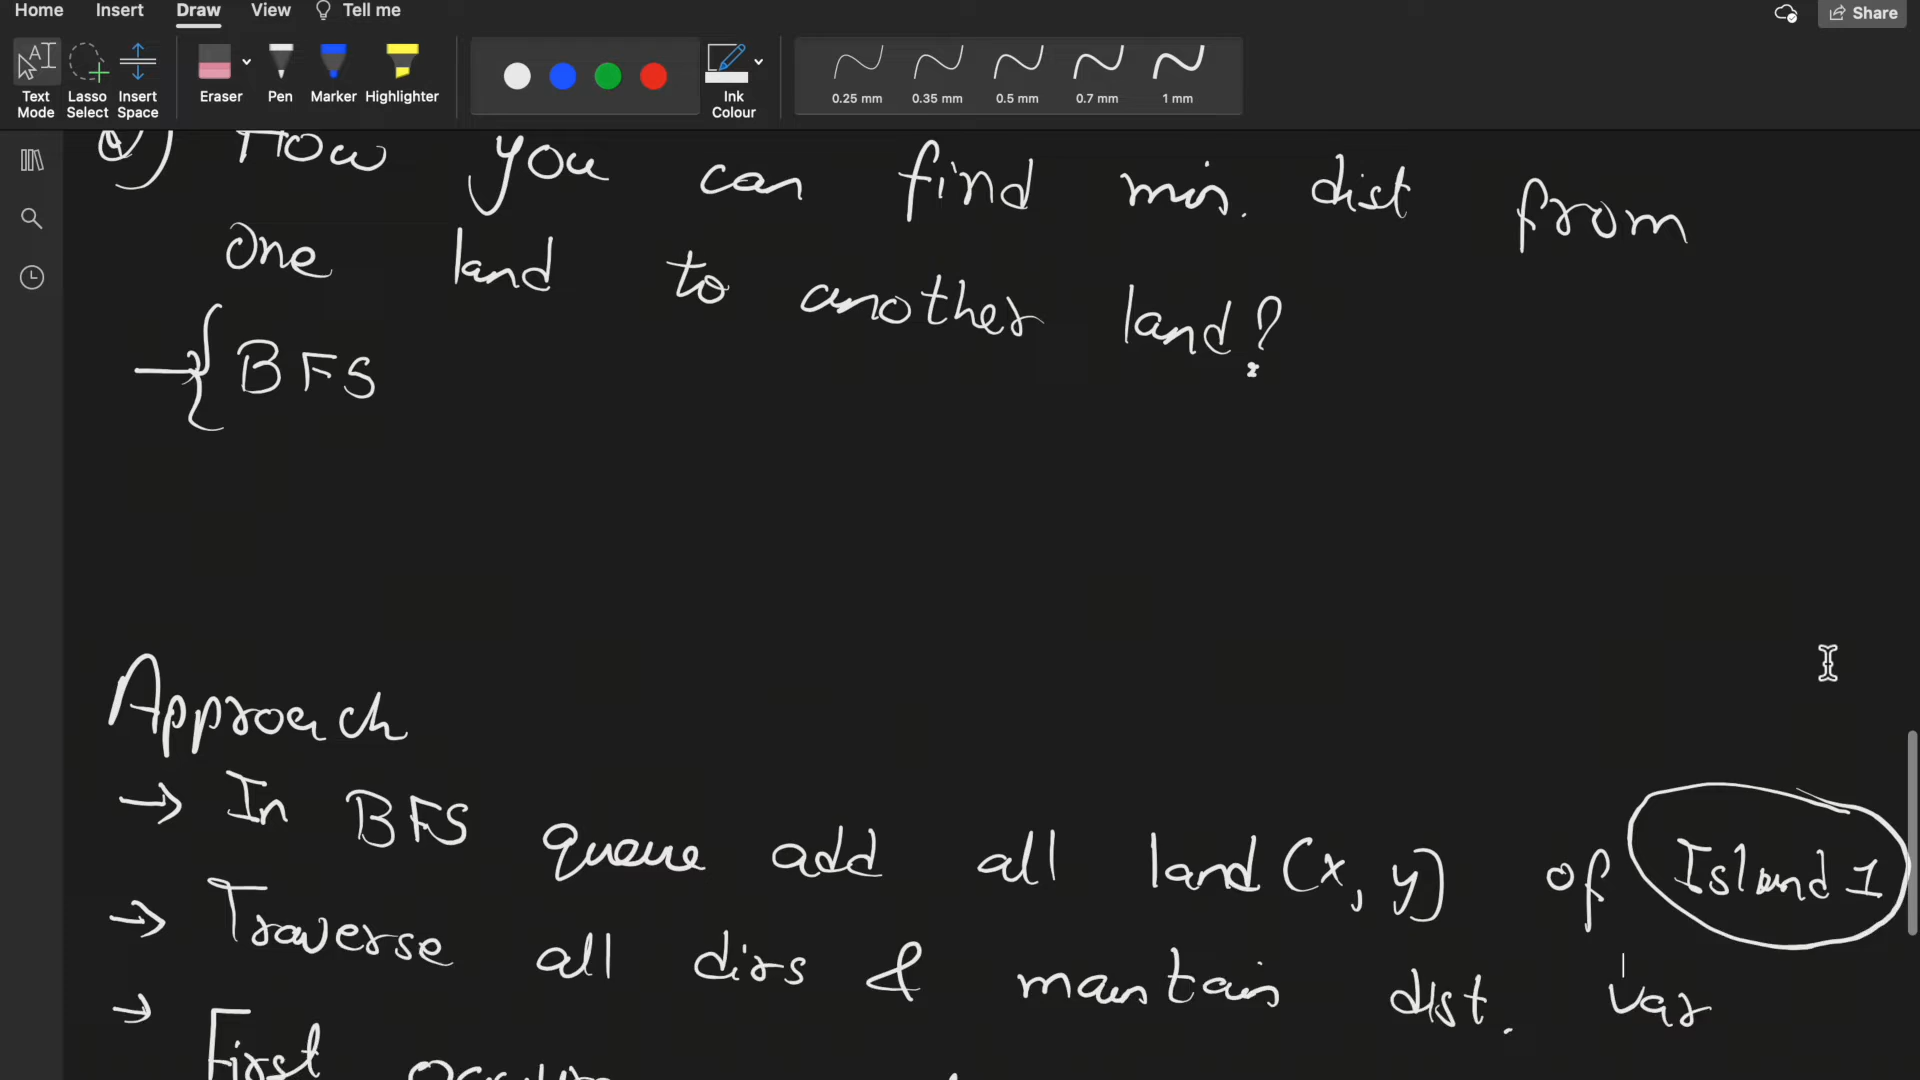 Home Insert Draw View Tell me Share
Text Mode Lasso Select Insert Space Eraser Pen Marker Highlighter Ink Colour 0.25 mm 0.35 mm 0.5 mm 0.7 mm 1 mm
Q) How you can find min. dist from
one land to another land?
→ { BFS
Approach
→ In BFS queue add all land (x, y) of Island 1
→ Traverse all dirs & maintain dist. var
→ First